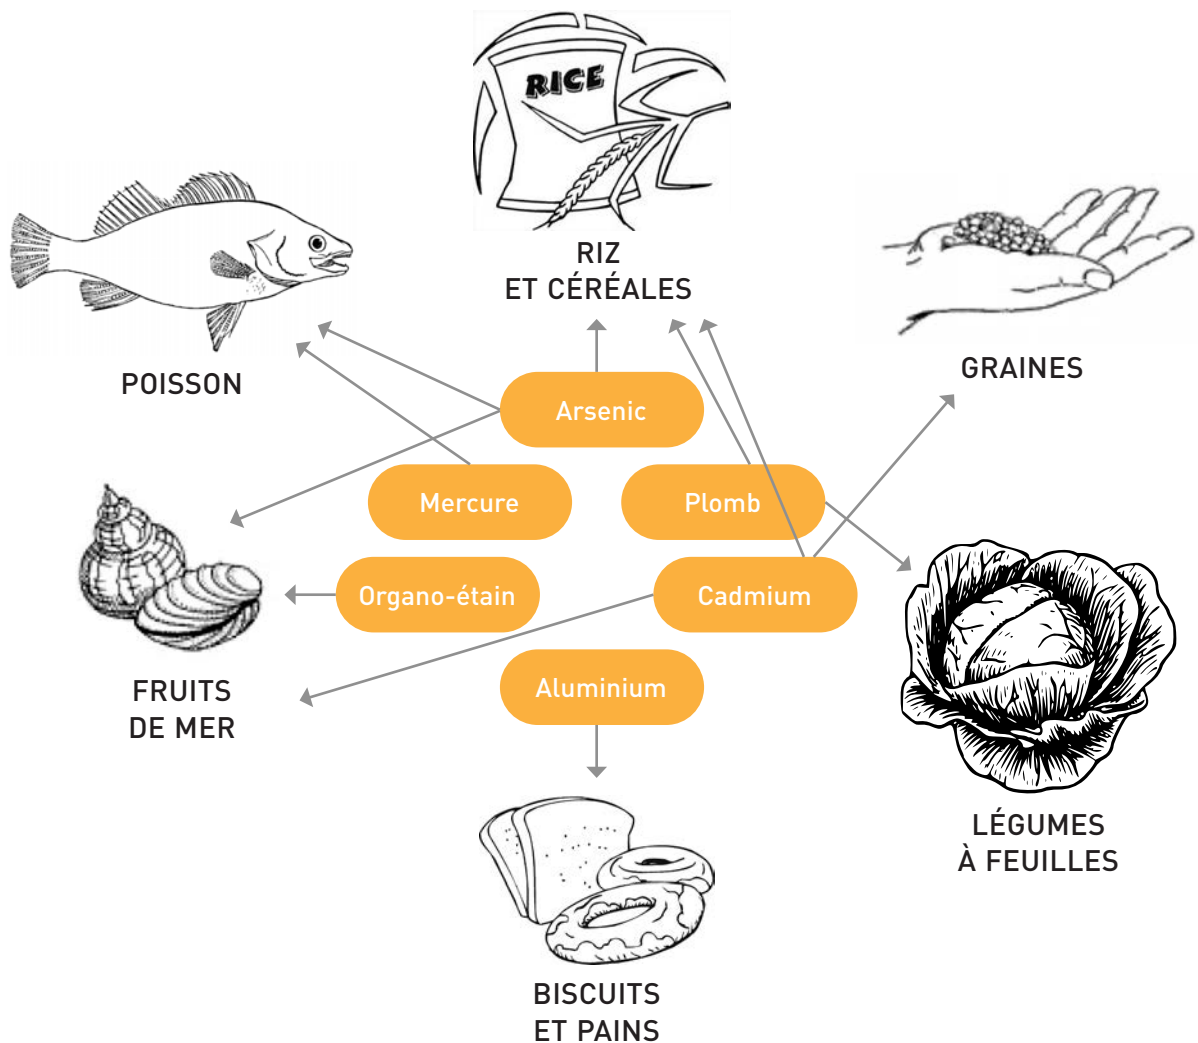 RICE
RIZ
ET CÉRÉALES
POISSON
GRAINES
Arsenic
Mercure
Plomb
Organo-étain
Cadmium
Aluminium
FRUITS
DE MER
LÉGUMES
À FEUILLES
BISCUITS
ET PAINS